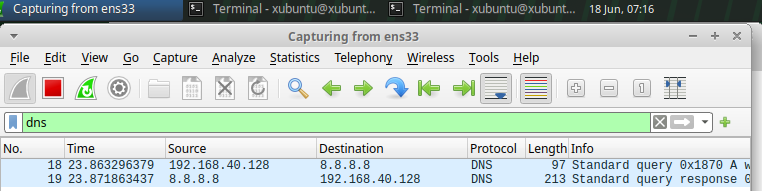 Capturing from ens33 Terminal - xubuntu@xubunt... Terminal - xubuntu@xubunt... 18 Jun, 07:16
Capturing from ens33
File Edit View Go Capture Analyze Statistics Telephony Wireless Tools Help
dns
No. Time Source Destination Protocol Length Info
18 23.863296379 192.168.40.128 8.8.8.8 DNS 97 Standard query 0x1870 A w
19 23.871863437 8.8.8.8 192.168.40.128 DNS 213 Standard query response 0